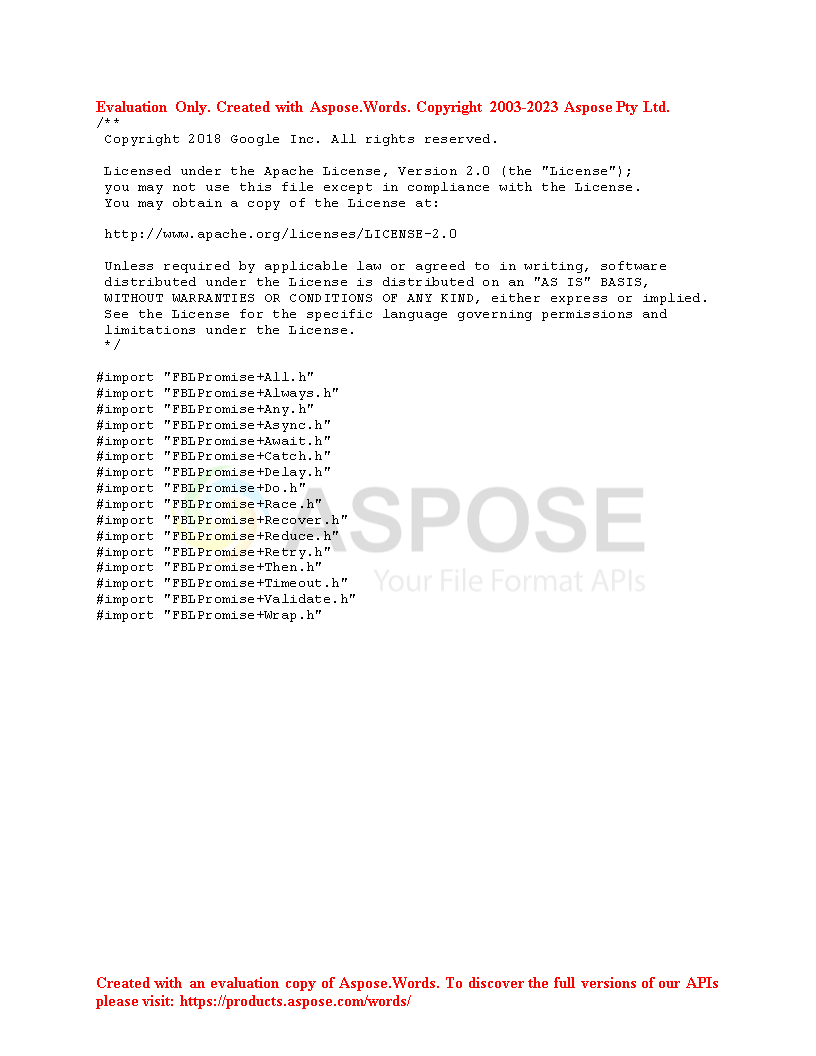 Evaluation Only. Created with Aspose.Words. Copyright 2003-2023 Aspose Pty Ltd.
/**
 Copyright 2018 Google Inc. All rights reserved.

 Licensed under the Apache License, Version 2.0 (the "License");
 you may not use this file except in compliance with the License.
 You may obtain a copy of the License at:

 http://www.apache.org/licenses/LICENSE-2.0

 Unless required by applicable law or agreed to in writing, software
 distributed under the License is distributed on an "AS IS" BASIS,
 WITHOUT WARRANTIES OR CONDITIONS OF ANY KIND, either express or implied.
 See the License for the specific language governing permissions and
 limitations under the License.
 */

#import "FBLPromise+All.h"
#import "FBLPromise+Always.h"
#import "FBLPromise+Any.h"
#import "FBLPromise+Async.h"
#import "FBLPromise+Await.h"
#import "FBLPromise+Catch.h"
#import "FBLPromise+Delay.h"
#import "FBLPromise+Do.h"
#import "FBLPromise+Race.h"
#import "FBLPromise+Recover.h"
#import "FBLPromise+Reduce.h"
#import "FBLPromise+Retry.h"
#import "FBLPromise+Then.h"
#import "FBLPromise+Timeout.h"
#import "FBLPromise+Validate.h"
#import "FBLPromise+Wrap.h"
ASPOSE
Your File Format APIs
Created with an evaluation copy of Aspose.Words. To discover the full versions of our APIs
please visit: https://products.aspose.com/words/